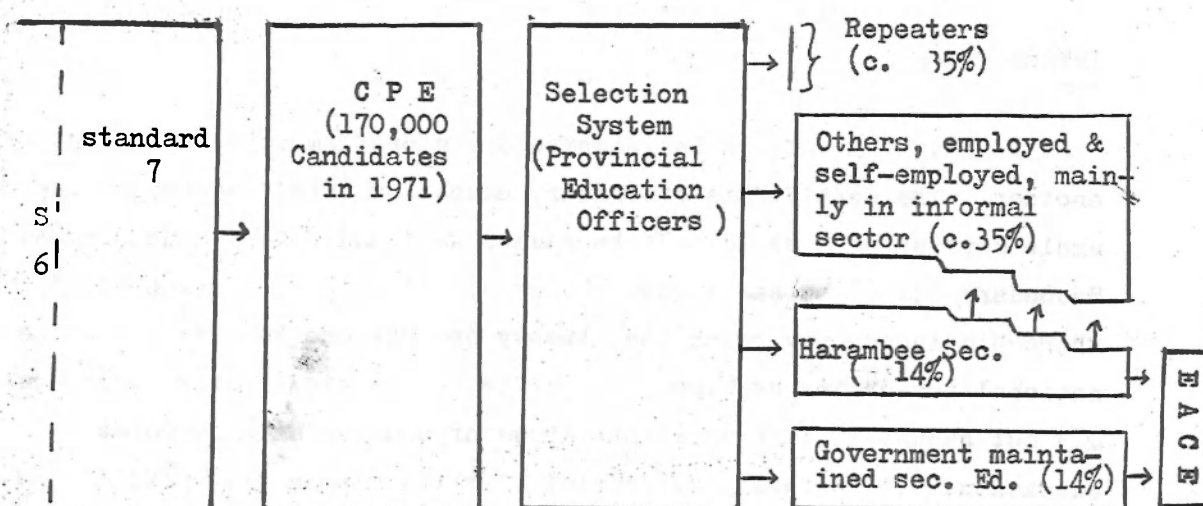 S.
6
standard
7
C P E
(170,000
Candidates
in 1971)
Selection
System
(Provincial
Education
Officers )
Repeaters
(c. 35%)
Others, employed &
self-employed, main-
ly in informal
sector (c.35%)
Harambee Sec.
( 14%)
Government mainta-
ined sec. Ed. (14%)
E A C E